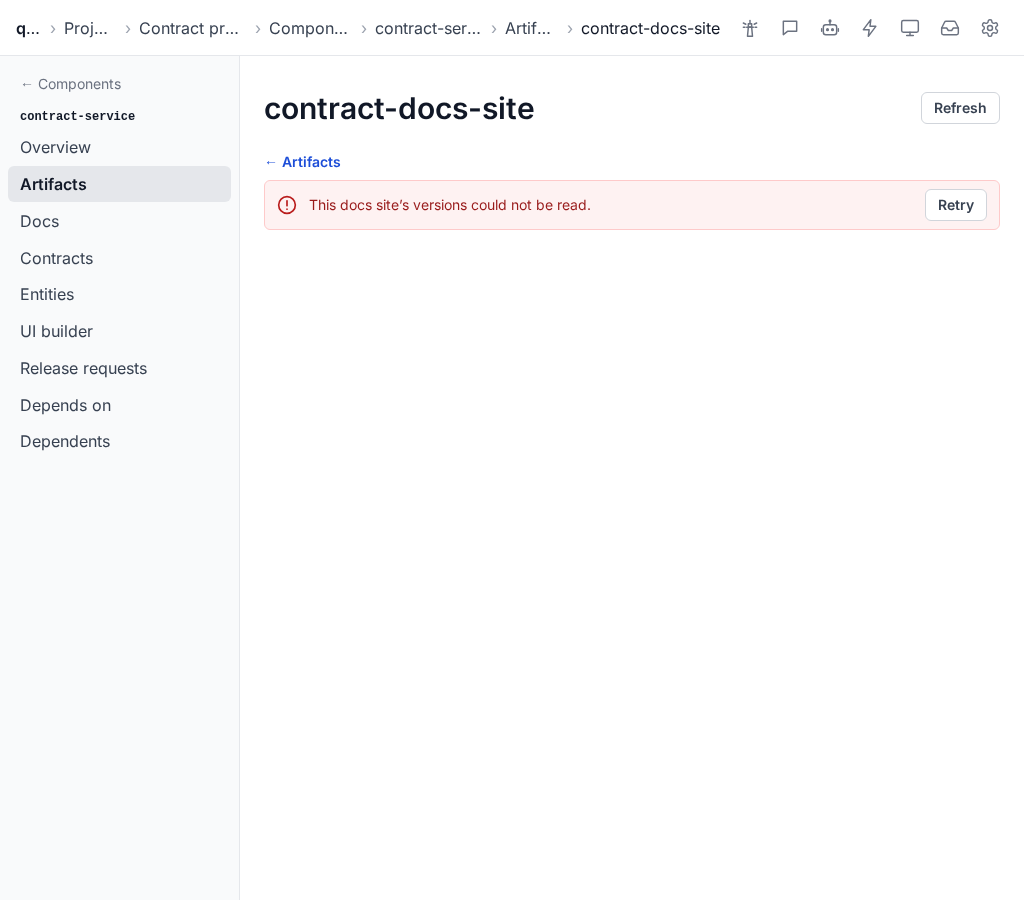 q… › Proj… › Contract pr… › Compon… › contract-ser… › Artif… › contract-docs-site
← Components
contract-service
Overview
Artifacts
Docs
Contracts
Entities
UI builder
Release requests
Depends on
Dependents
contract-docs-site
Refresh
← Artifacts
This docs site’s versions could not be read.
Retry